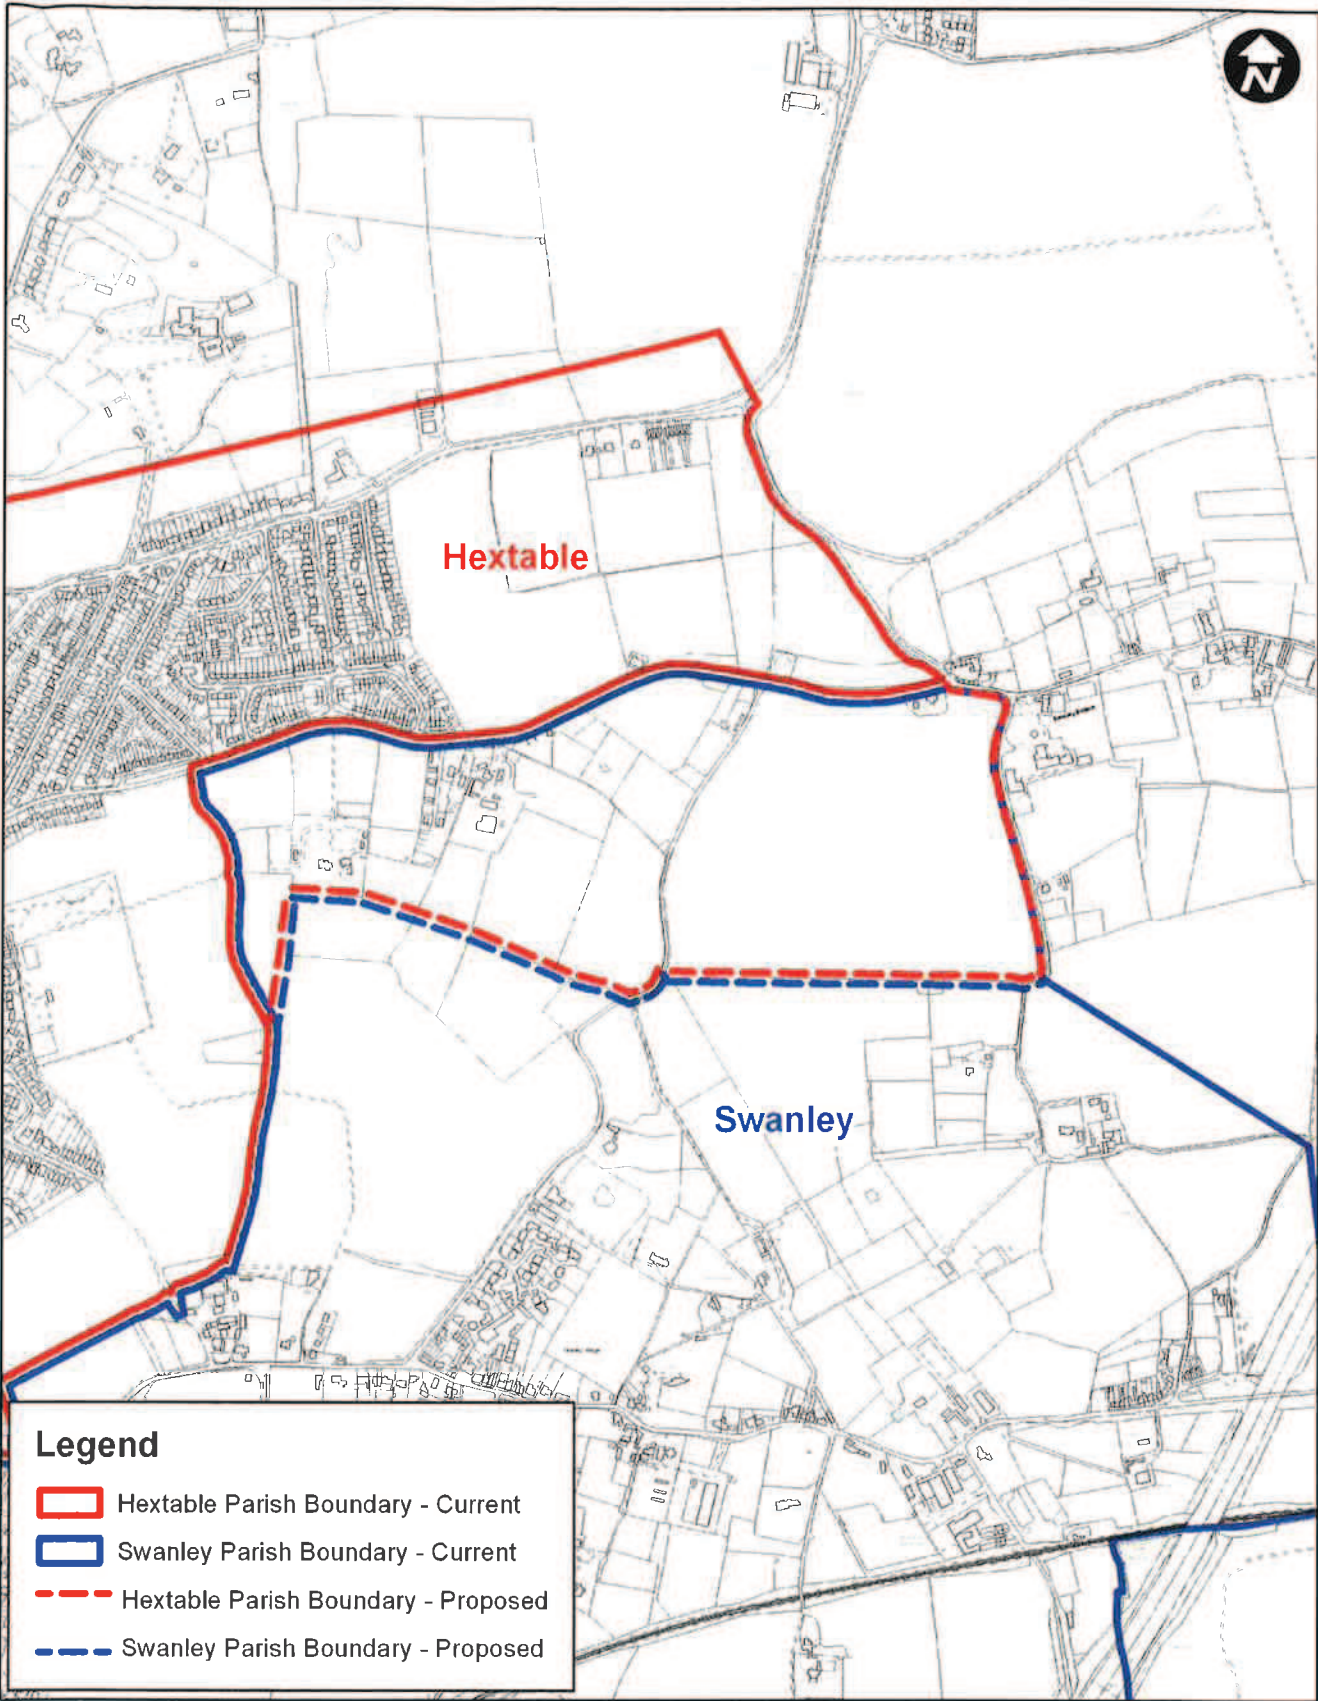 N
Hextable
Swanley
Legend
Hextable Parish Boundary - Current
Swanley Parish Boundary - Current
Hextable Parish Boundary - Proposed
Swanley Parish Boundary - Proposed